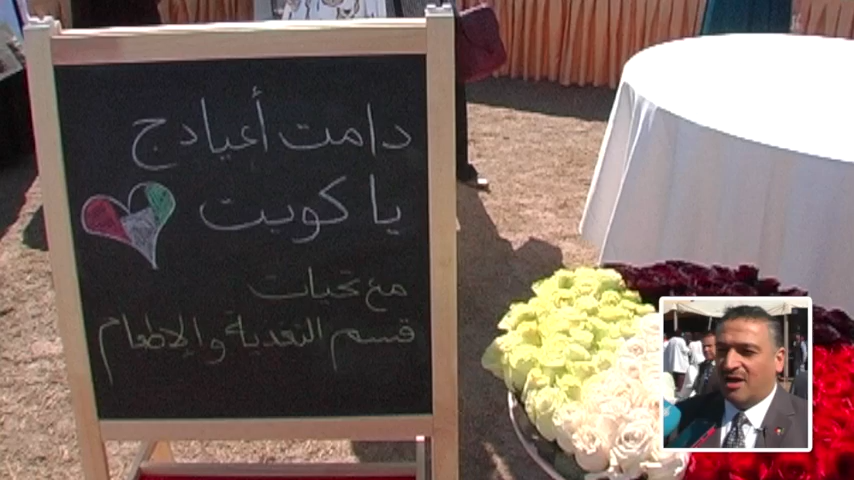 دامت أعيادج
يا كويت
مع تحيات
قسم التغذية والإطعام